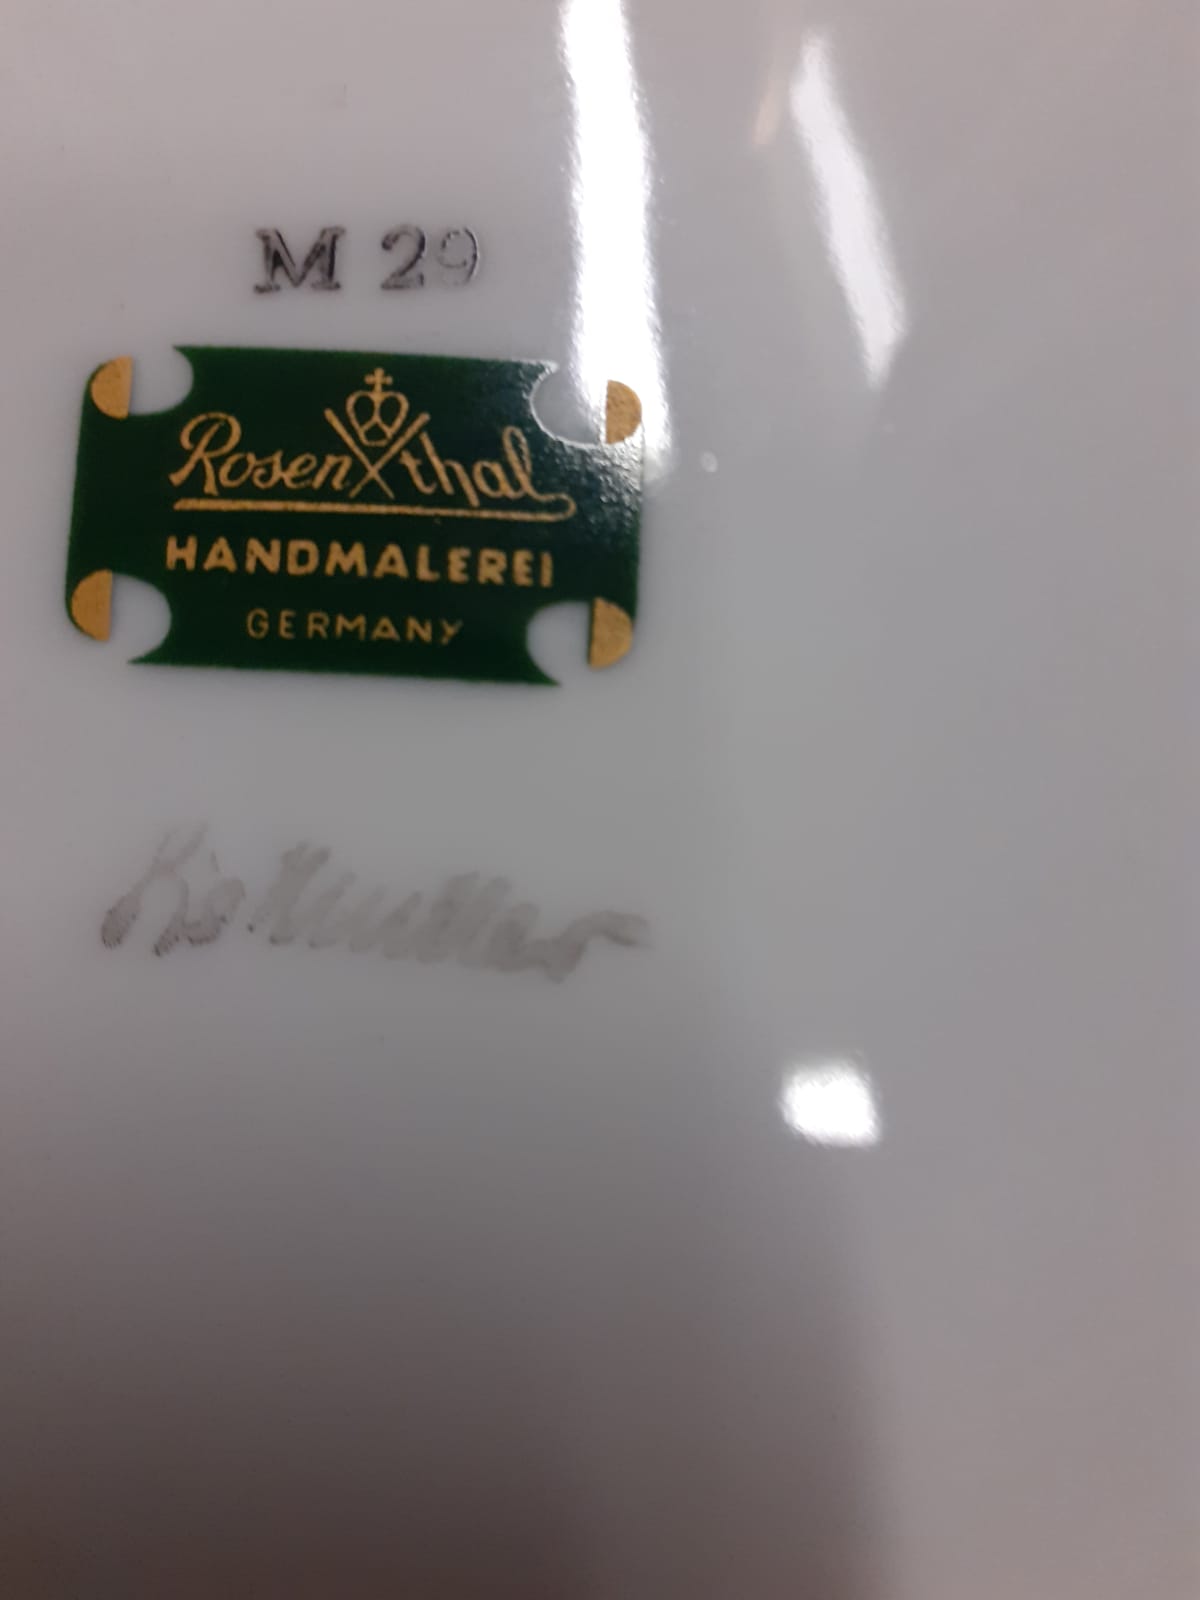 M 29
Rosenthal
HANDMALEREI
GERMANY